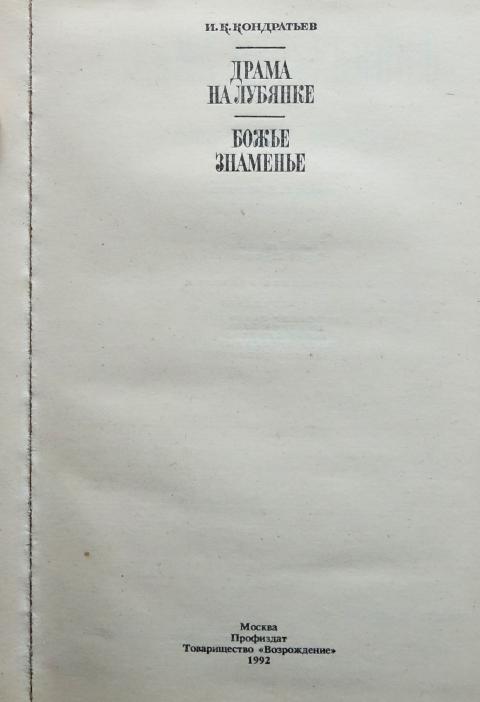 И. К. КОНДРАТЬЕВ
ДРАМА
НА ЛУБЯНКЕ
БОЖЬЕ
ЗНАМЕНЬЕ
Москва
Профиздат
Товарищество «Возрождение»
1992